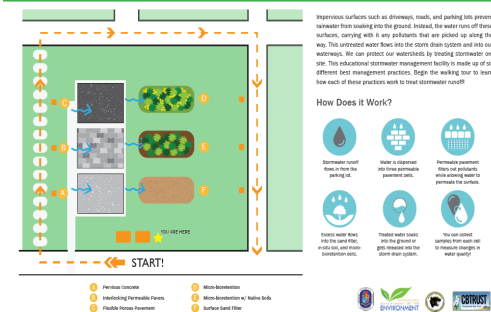 Impervious surfaces such as driveways, roads, and parking lots prevent
rainwater from soaking into the ground. Instead, the water runs off these
surfaces, carrying with it any pollutants that are picked up along the
way. This untreated water flows into the storm drain system and into our
waterways. We can protect our watersheds by treating stormwater on
site. This educational stormwater management facility is made up of six
different best management practices. Begin the walking tour to learn
how each of these practices work to treat stormwater runoff!
How Does it Work?
Stormwater runoff
flows in from the
parking lot.
Water is dispersed
into three permeable
pavement cells.
Permeable pavement
filters out pollutants
while allowing water to
permeate the surface.
Excess water flows
into the sand filter,
in-situ soil, and micro-
bioretention cells.
Treated water soaks
into the ground or
gets released into the
storm drain system.
You can collect
samples from each cell
to measure changes in
water quality!
C
D
B
E
A
F
YOU ARE HERE
START!
A Pervious Concrete
B Interlocking Permeable Pavers
C Flexible Porous Pavement
D Micro-bioretention
E Micro-bioretention w/ Native Soils
F Surface Sand Filter
ENVIRONMENT
CBTRUST